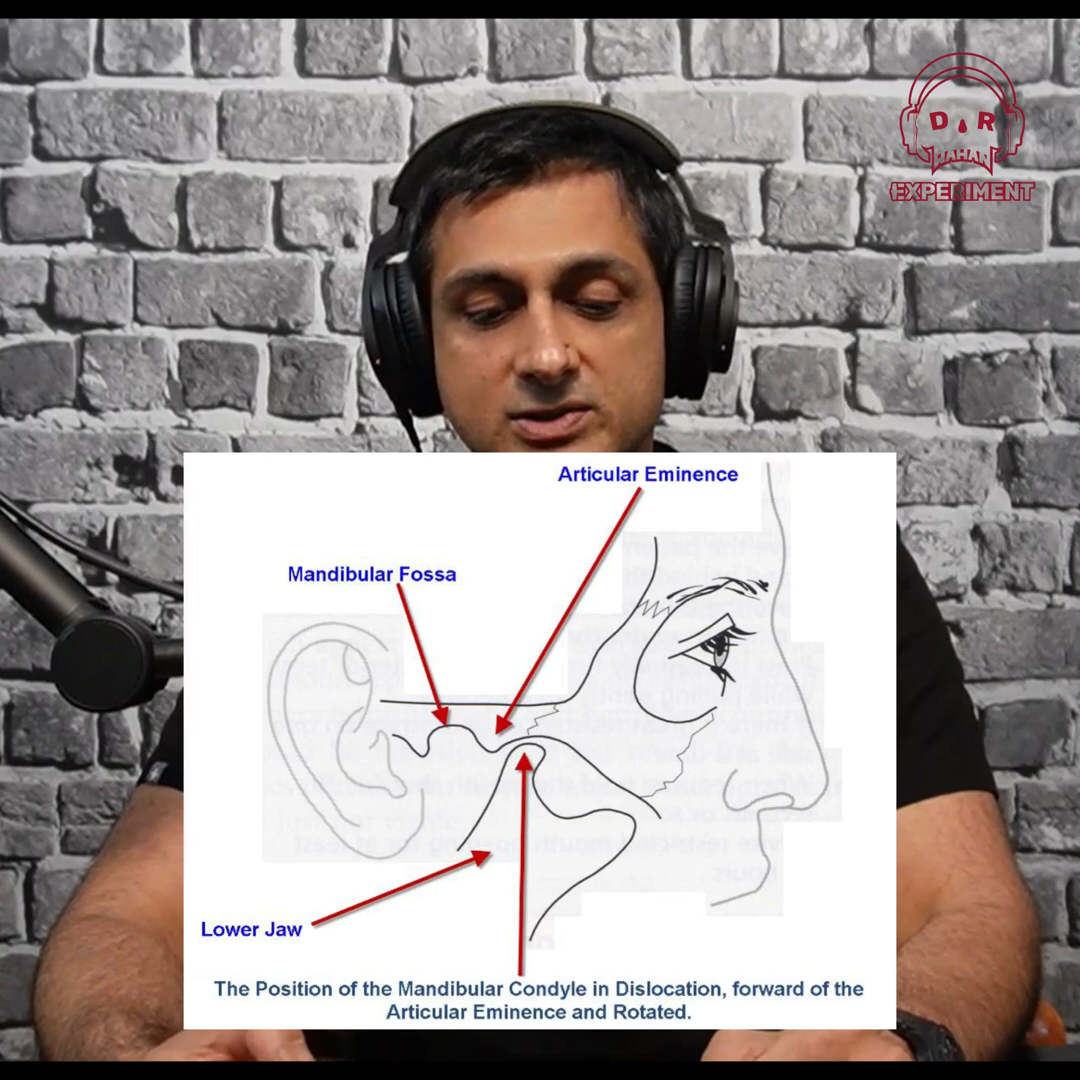 D R
RAHAN
EXPERIMENT
Articular Eminence
Mandibular Fossa
Lower Jaw
The Position of the Mandibular Condyle in Dislocation, forward of the
Articular Eminence and Rotated.